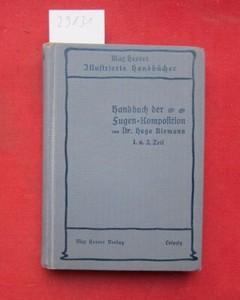 29131
Max Hesses
Illustrierte Handbücher
Handbuch der
Fugen-Komposition
von Dr. Hugo Riemann
1. u. 2. Teil
Max Hesses Verlag Leipzig